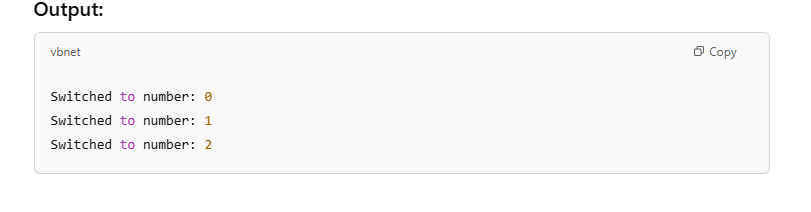 Output:
vbnet
Copy
Switched to number: 0
Switched to number: 1
Switched to number: 2